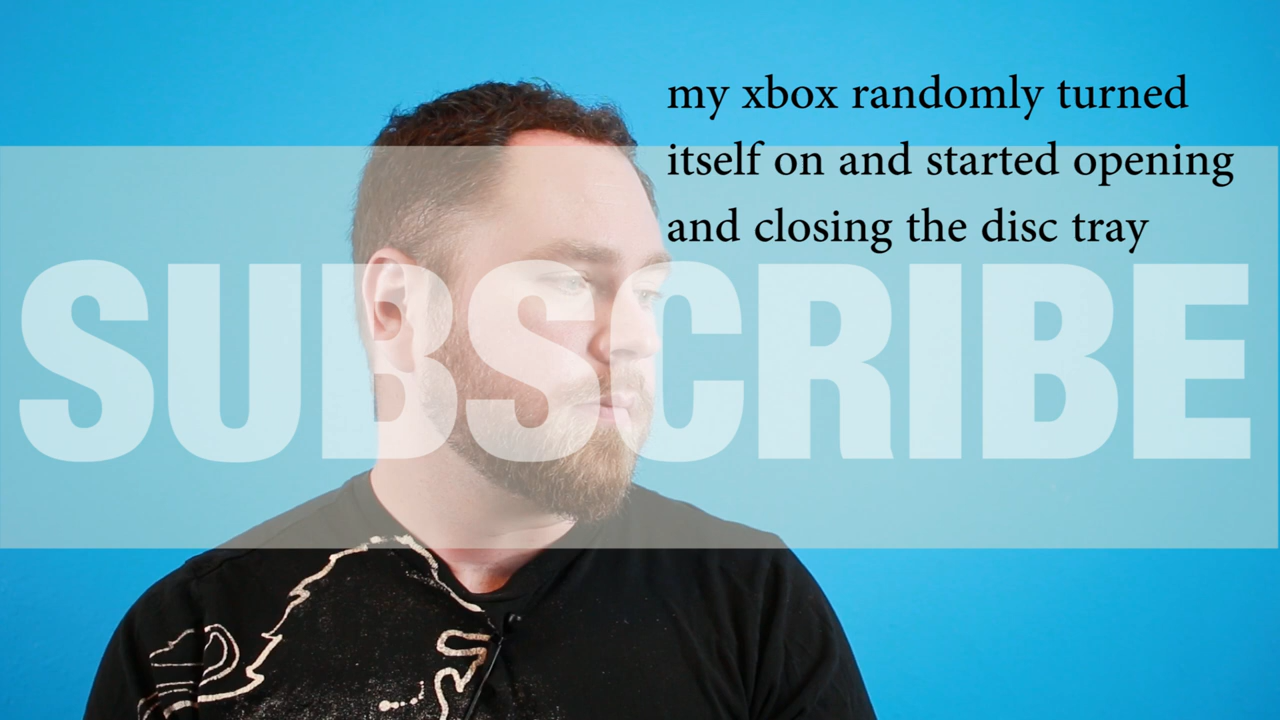 my xbox randomly turned
itself on and started opening
and closing the disc tray
SUBSCRIBE